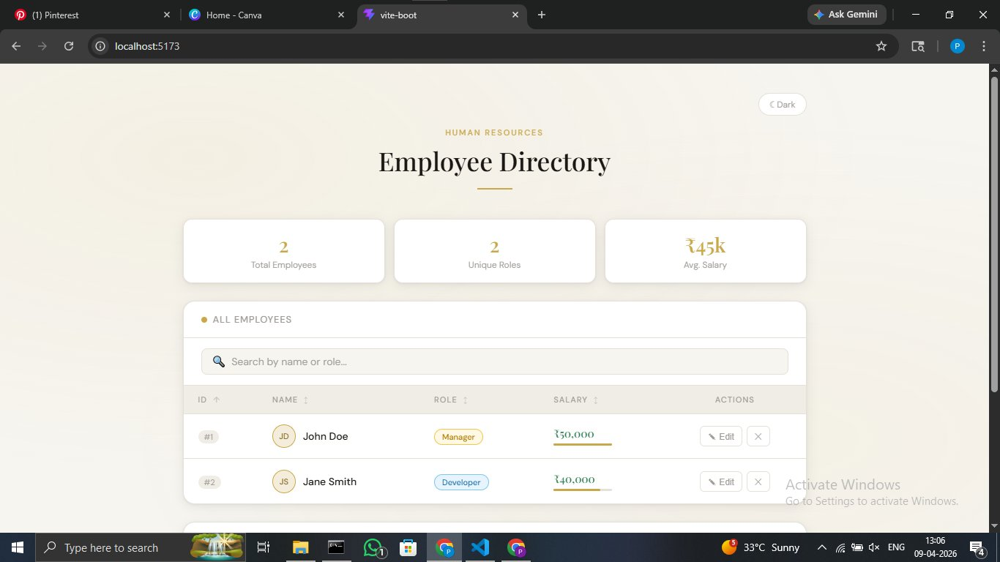 (1) Pinterest
Home - Canva
vite-boot
Ask Gemini
localhost:5173
P
☾ Dark
HUMAN RESOURCES
Employee Directory
2
Total Employees
2
Unique Roles
₹45k
Avg. Salary
ALL EMPLOYEES
Search by name or role...
ID ↑ NAME ↕ ROLE ↕ SALARY ↕ ACTIONS
#1 JD John Doe Manager ₹50,000 Edit ✕
#2 JS Jane Smith Developer ₹40,000 Edit ✕
Activate Windows
Go to Settings to activate Windows.
Type here to search
1
P
P
5
33°C Sunny
ENG
13:06
09-04-2026
4